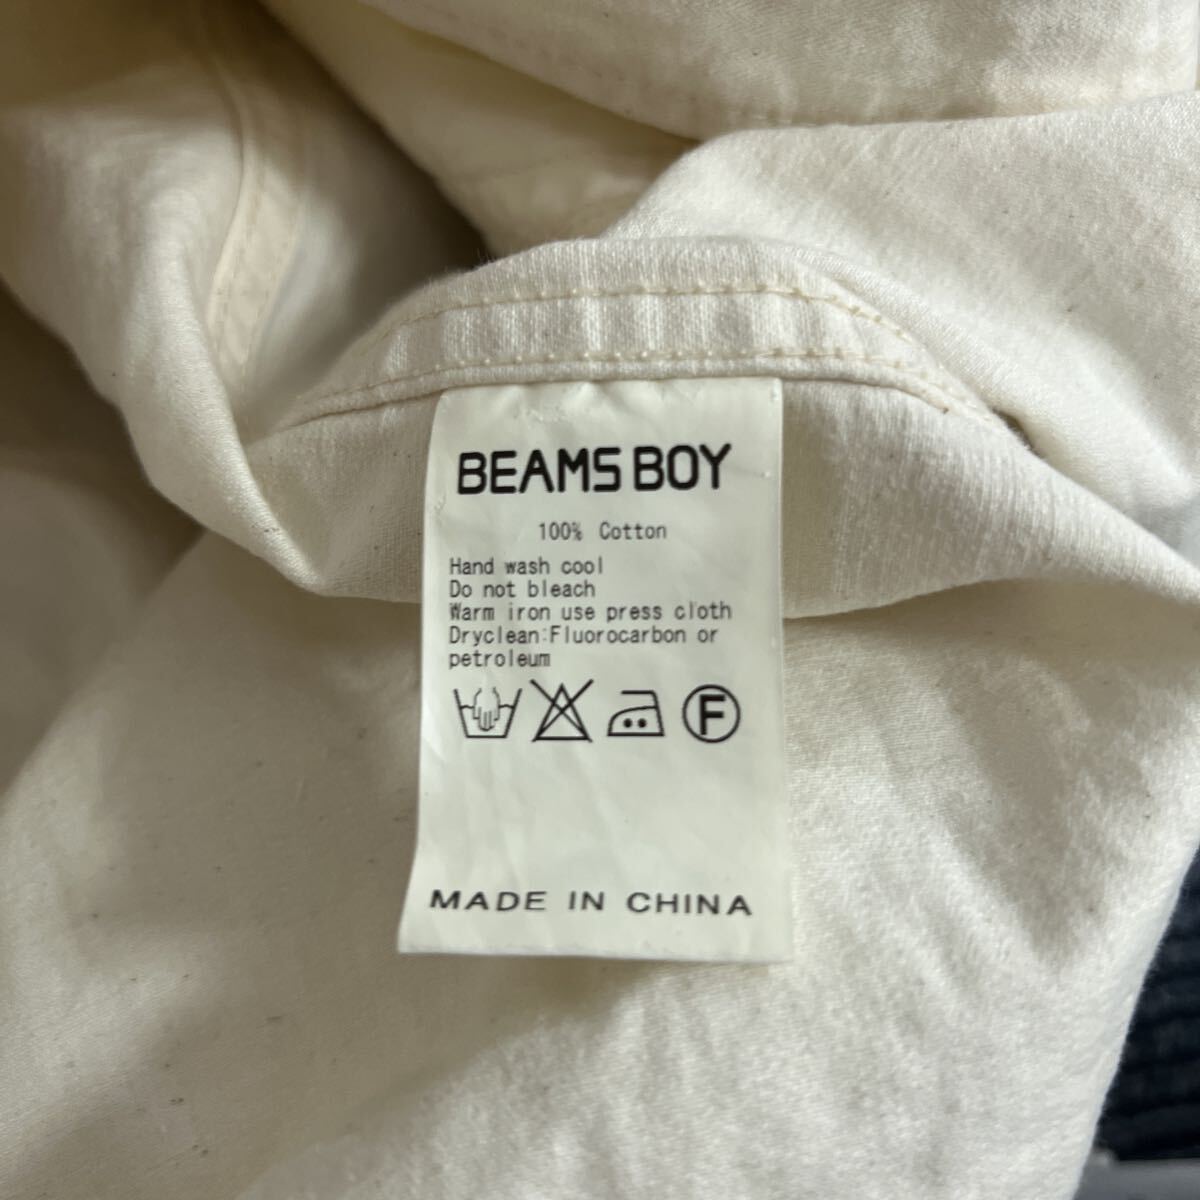 BEAMS BOY
100% Cotton
Hand wash cool
Do not bleach
Warm iron use press cloth
Dryclean:Fluorocarbon or
petroleum
F
MADE IN CHINA